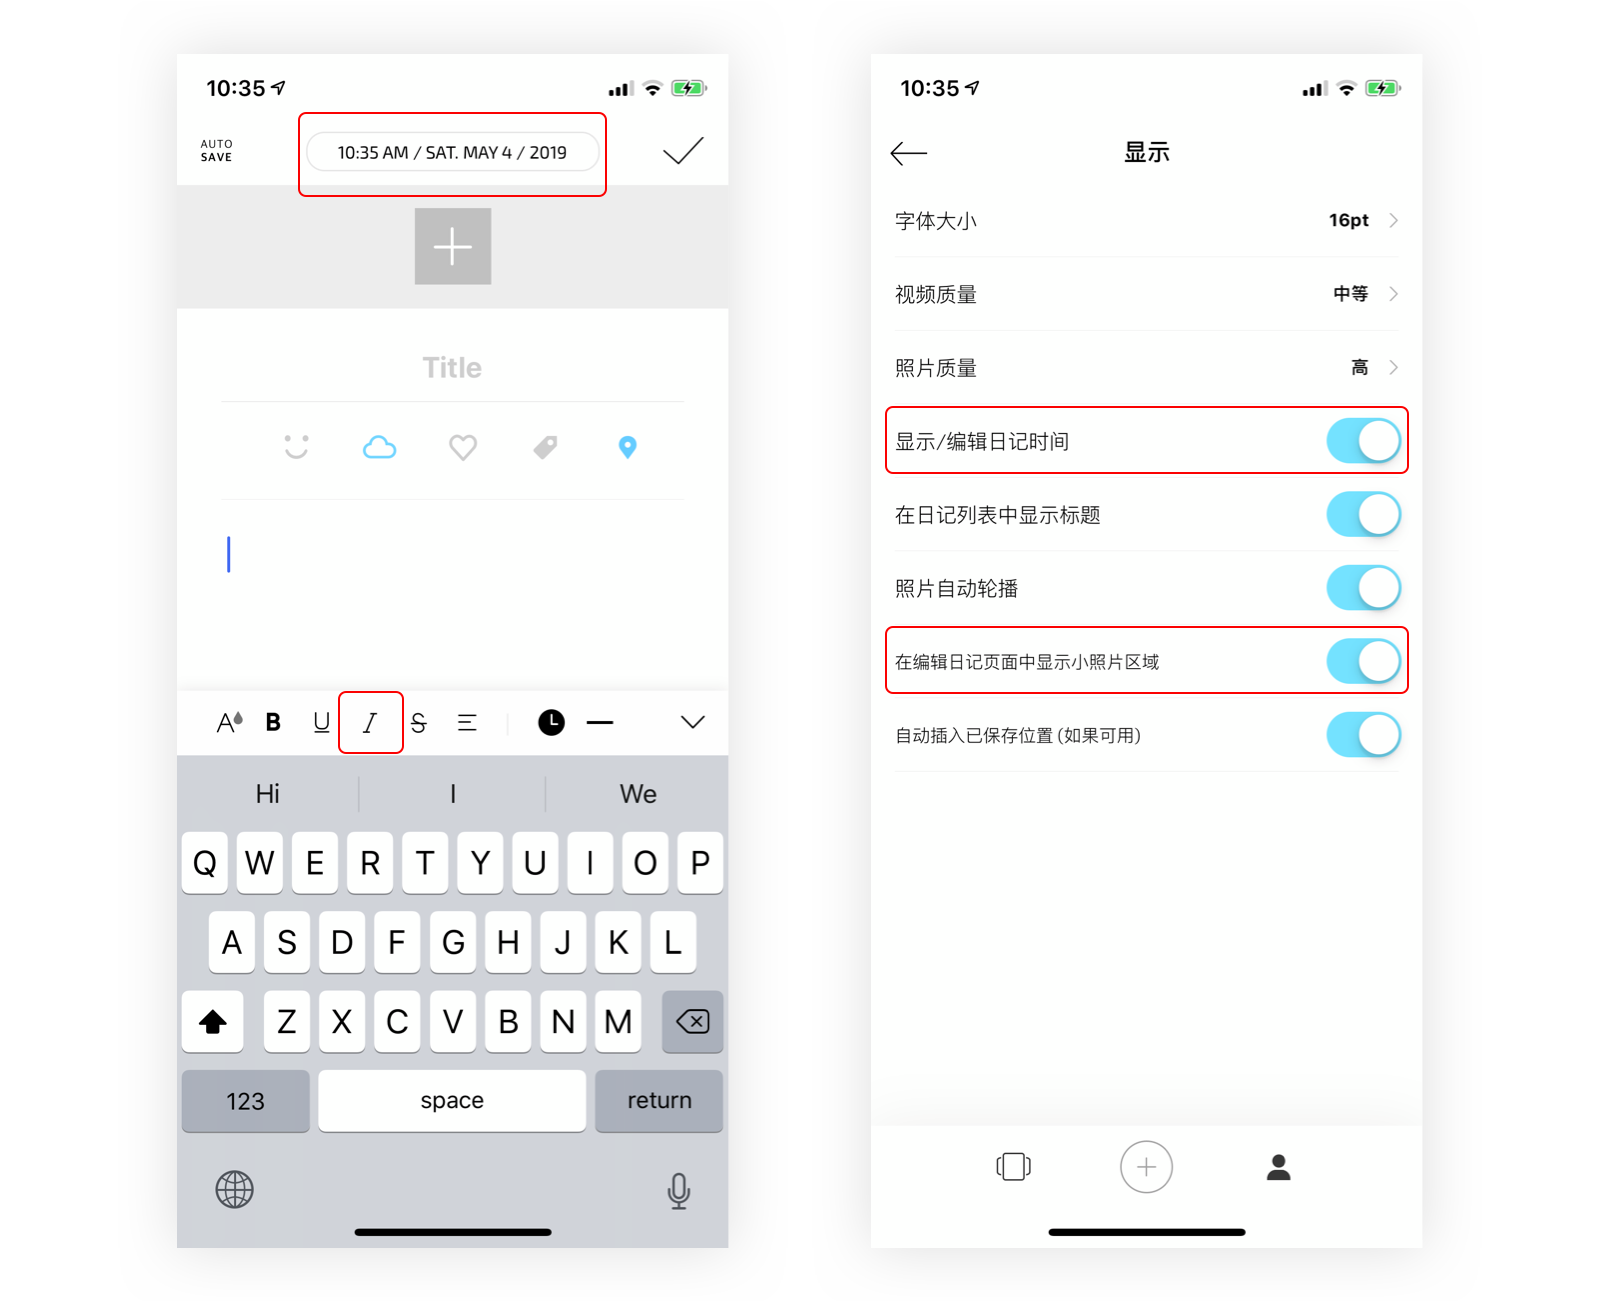 10:35
AUTO
SAVE
10:35 AM / SAT. MAY 4 / 2019
Title
A B U I S
Hi I We
Q W E R T Y U I O P
A S D F G H J K L
Z X C V B N M
123 space return
10:35
显示
字体大小 16pt
视频质量 中等
照片质量 高
显示/编辑日记时间
在日记列表中显示标题
照片自动轮播
在编辑日记页面中显示小照片区域
自动插入已保存位置 (如果可用)